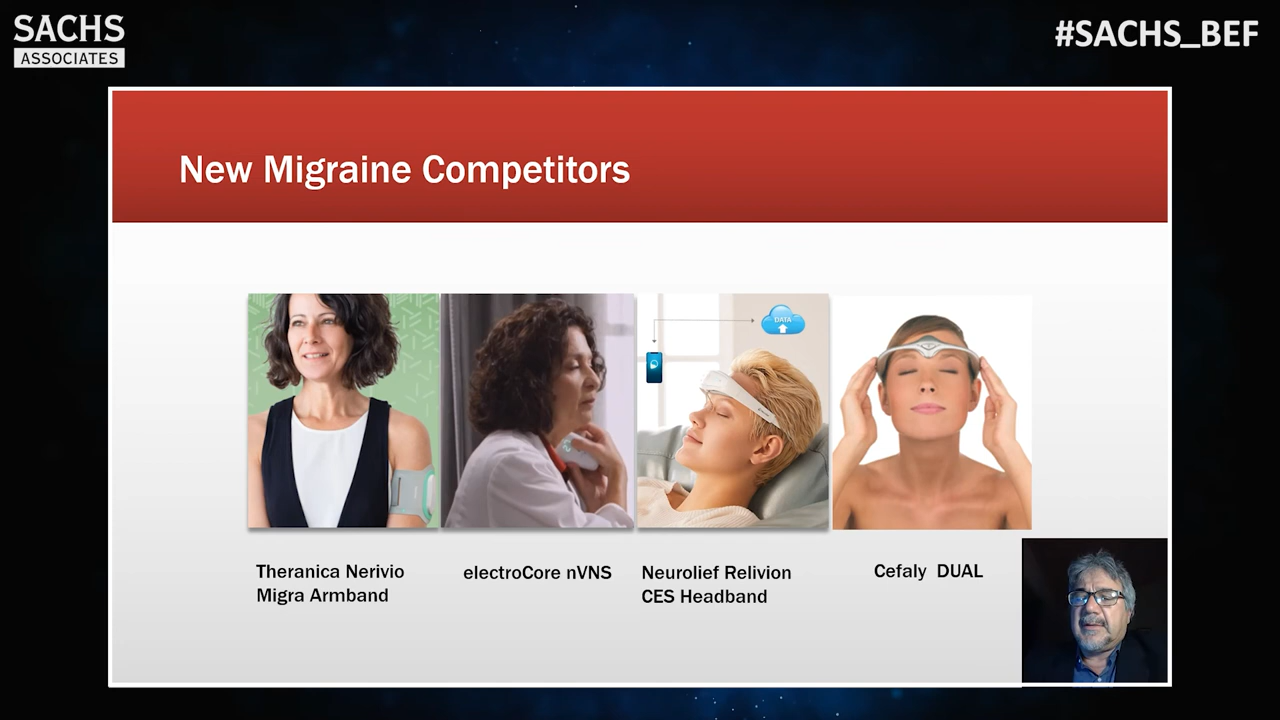 SACHS
ASSOCIATES
#SACHS_BEF
New Migraine Competitors
DATA
Theranica Nerivio
Migra Armband
electroCore nVNS
Neurolief Relivion
CES Headband
Cefaly DUAL